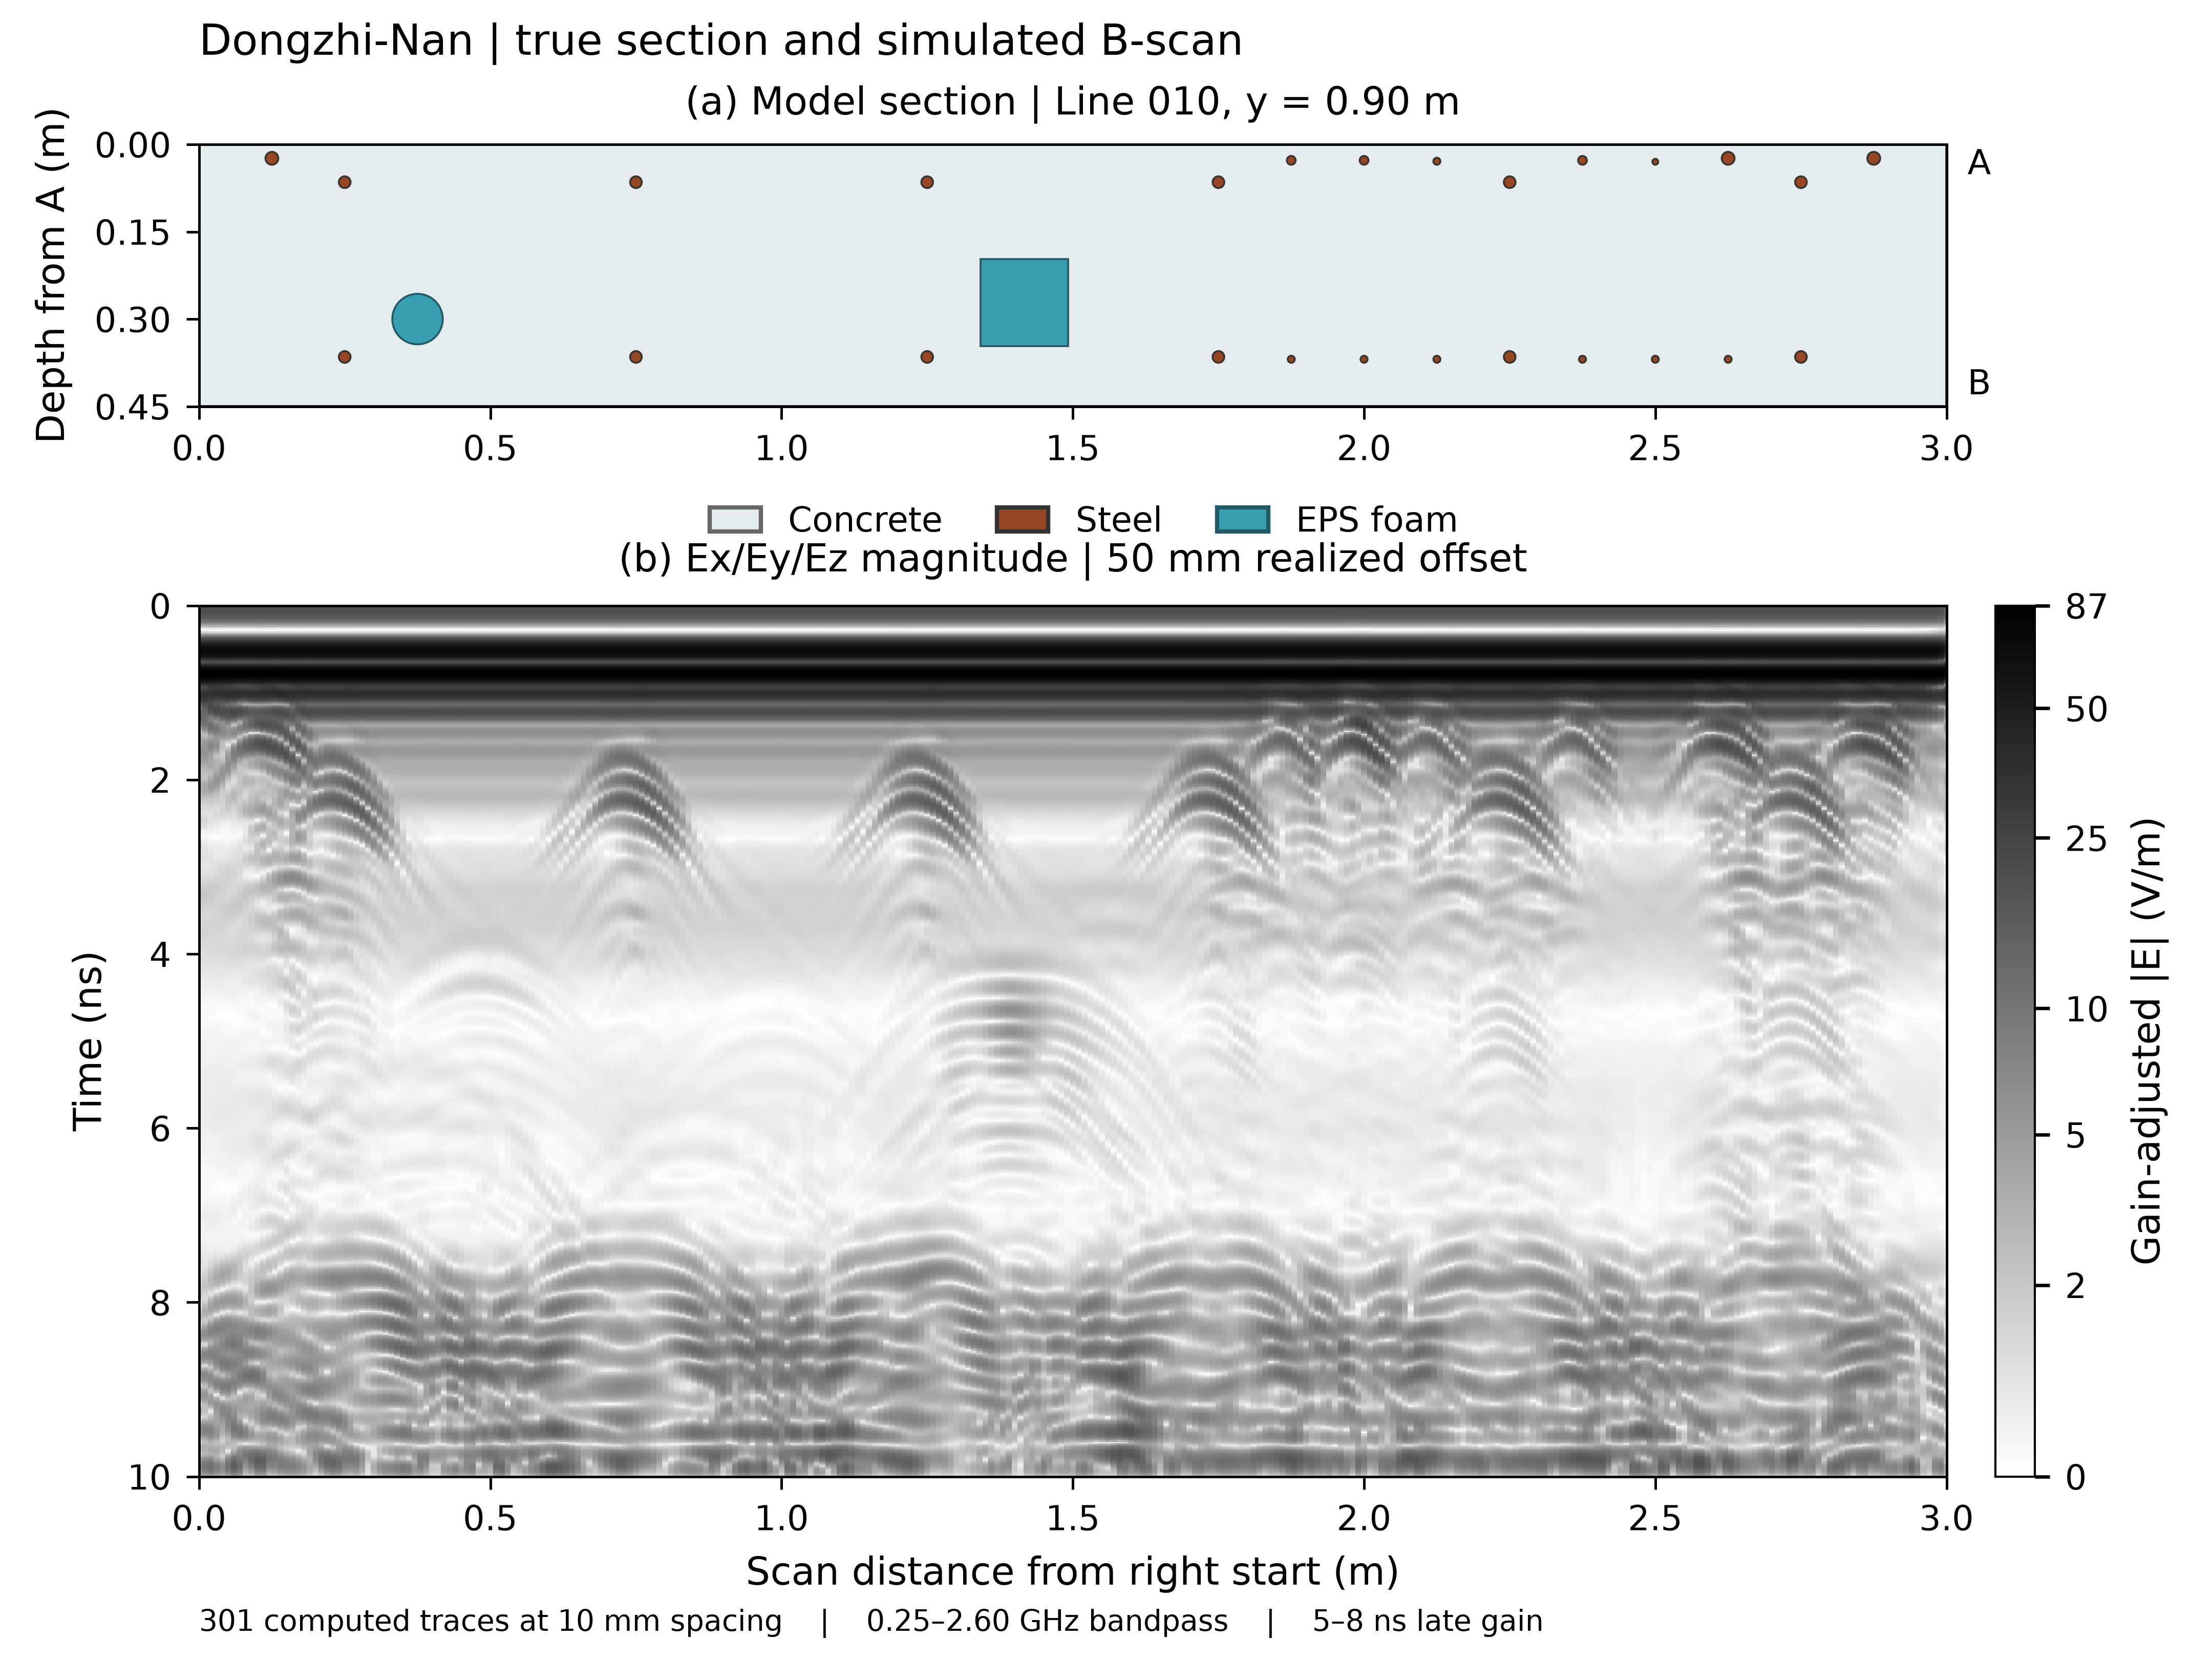 Dongzhi-Nan | true section and simulated B-scan
(a) Model section | Line 010, y = 0.90 m
Depth from A (m)
0.00
0.15
0.30
0.45
A
B
0.0 0.5 1.0 1.5 2.0 2.5 3.0
Concrete Steel EPS foam
(b) Ex/Ey/Ez magnitude | 50 mm realized offset
Time (ns)
0
2
4
6
8
10
0.0 0.5 1.0 1.5 2.0 2.5 3.0
Scan distance from right start (m)
87
50
25
10
5
2
0
Gain-adjusted |E| (V/m)
301 computed traces at 10 mm spacing | 0.25–2.60 GHz bandpass | 5–8 ns late gain